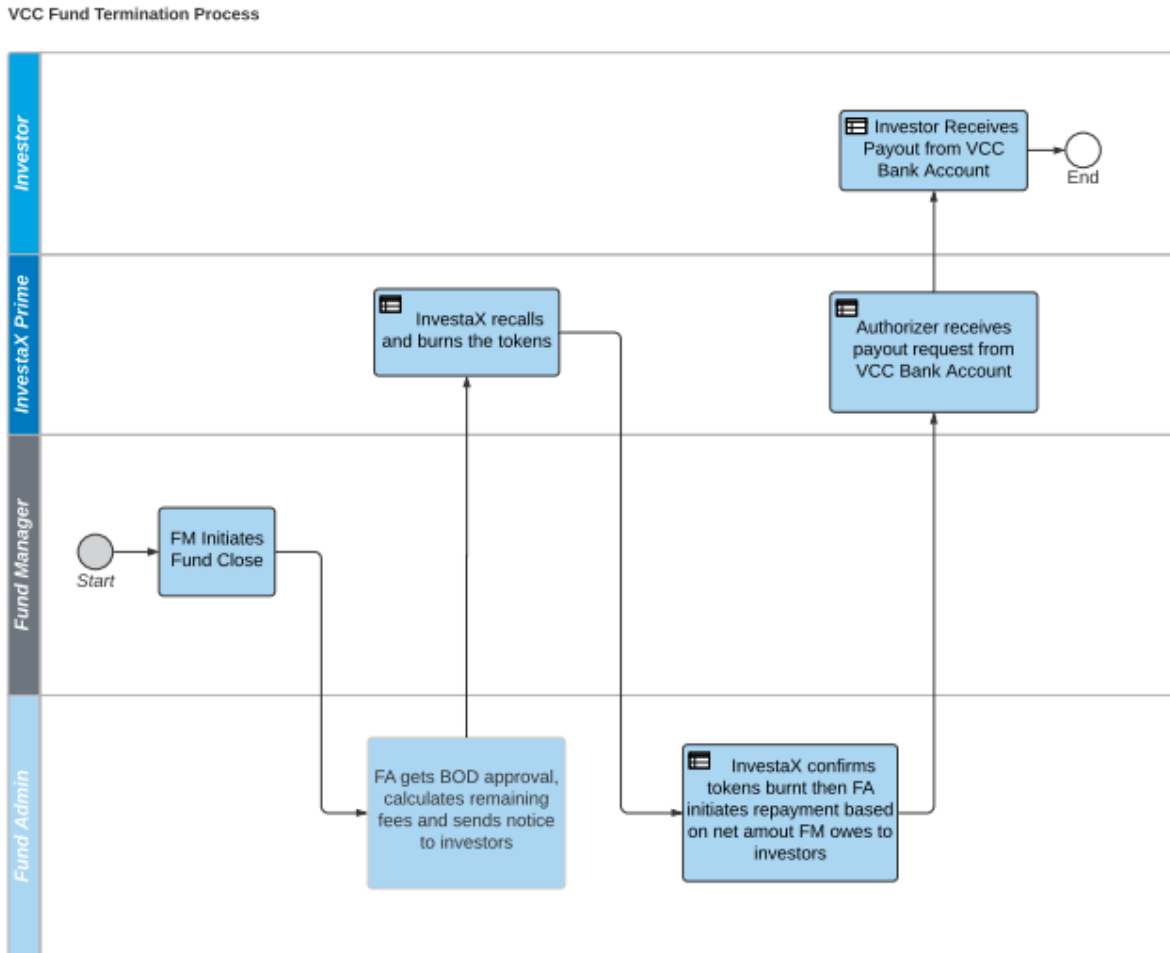 VCC Fund Termination Process
Investor
Investor Receives
Payout from VCC
Bank Account
End
InvestaX Prime
InvestaX recalls
and burns the tokens
Authorizer receives
payout request from
VCC Bank Account
Fund Manager
Start
FM Initiates
Fund Close
Fund Admin
FA gets BOD approval,
calculates remaining
fees and sends notice
to investors
InvestaX confirms
tokens burnt then FA
initiates repayment based
on net amout FM owes to
investors